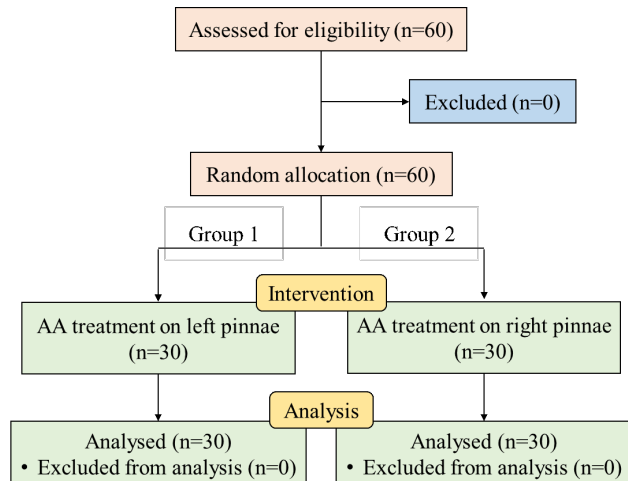 Assessed for eligibility (n=60)
Excluded (n=0)
Random allocation (n=60)
Group 1
Group 2
Intervention
AA treatment on left pinnae
(n=30)
AA treatment on right pinnae
(n=30)
Analysis
Analysed (n=30)
• Excluded from analysis (n=0)
Analysed (n=30)
• Excluded from analysis (n=0)